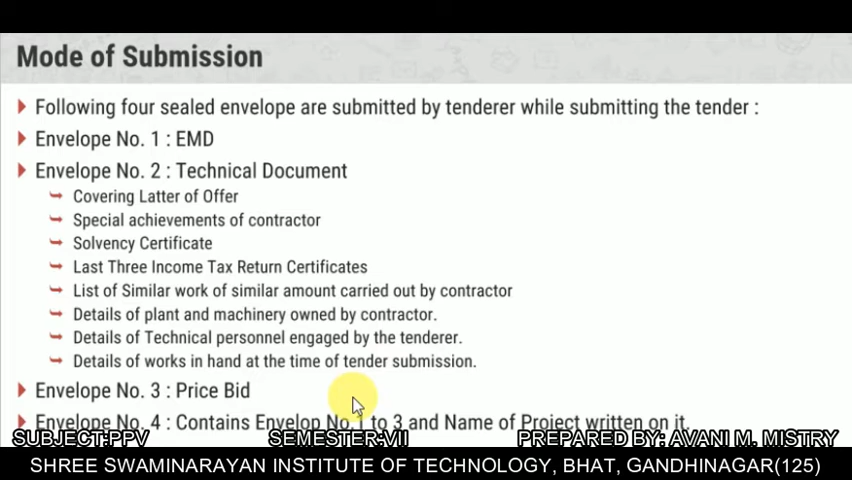 Mode of Submission
Following four sealed envelope are submitted by tenderer while submitting the tender :
Envelope No. 1 : EMD
Envelope No. 2 : Technical Document
Covering Latter of Offer
Special achievements of contractor
Solvency Certificate
Last Three Income Tax Return Certificates
List of Similar work of similar amount carried out by contractor
Details of plant and machinery owned by contractor.
Details of Technical personnel engaged by the tenderer.
Details of works in hand at the time of tender submission.
Envelope No. 3 : Price Bid
Envelope No. 4 : Contains Envelop No.1 to 3 and Name of Project written on it.
SUBJECT:PPV SEMESTER:VII PREPARED BY: AVANI M. MISTRY
SHREE SWAMINARAYAN INSTITUTE OF TECHNOLOGY, BHAT, GANDHINAGAR(125)